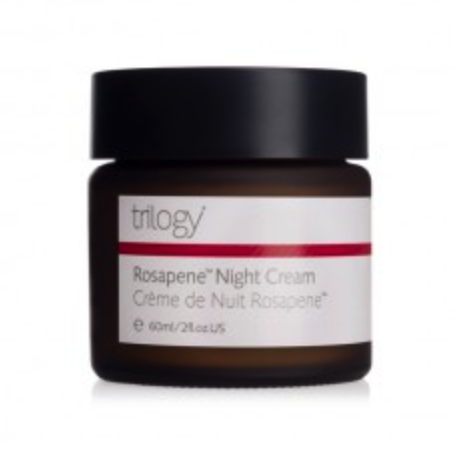 trilogy
Rosapene™ Night Cream
Crème de Nuit Rosapene™
℮ 60ml/2fl.oz.US